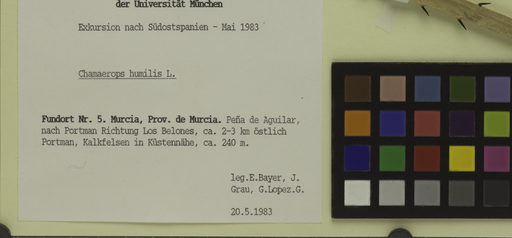 der Universität München
Exkursion nach Südostspanien - Mai 1983
Chamaerops humilis L.
Fundort Nr. 5. Murcia, Prov. de Murcia. Peña de Aguilar,
nach Portman Richtung Los Belones, ca. 2-3 km östlich
Portman, Kalkfelsen in Küstennähe, ca. 240 m.
leg.E.Bayer, J.
Grau, G.Lopez.G.
20.5.1983